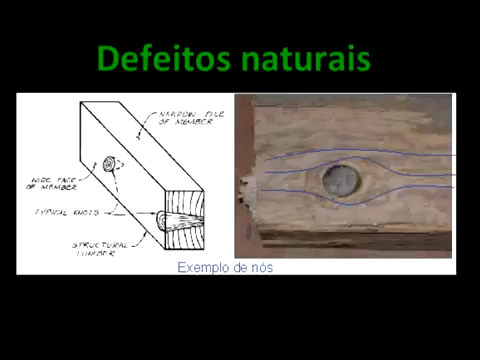 Defeitos naturais
NARROW FACE
OF MEMBER
WIDE FACE
OF MEMBER
TYPICAL KNOTS
STRUCTURAL
LUMBER
Exemplo de nós